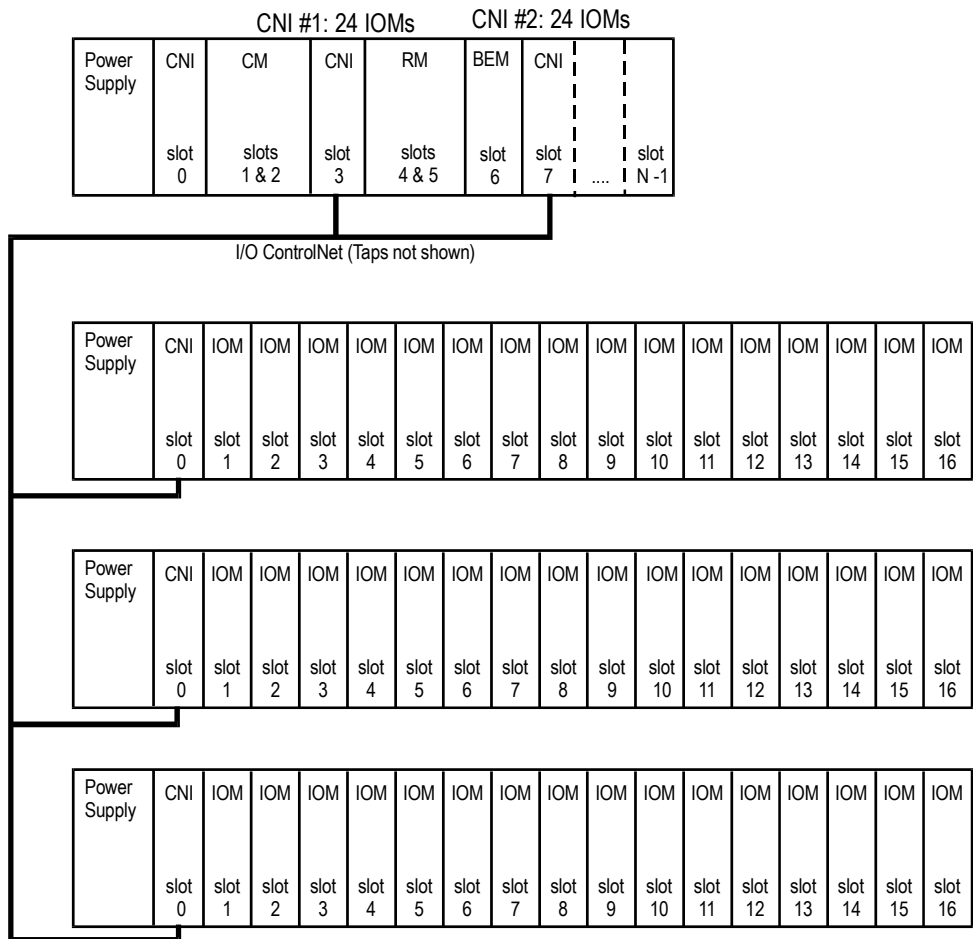 CNI #1: 24 IOMs CNI #2: 24 IOMs
Power CNI CM CNI RM BEM CNI
Supply
slot slots slot slots slot slot slot
0 1 & 2 3 4 & 5 6 7 .... N -1
I/O ControlNet (Taps not shown)
Power CNI IOM IOM IOM IOM IOM IOM IOM IOM IOM IOM IOM IOM IOM IOM IOM IOM
Supply
slot slot slot slot slot slot slot slot slot slot slot slot slot slot slot slot slot
0 1 2 3 4 5 6 7 8 9 10 11 12 13 14 15 16
Power CNI IOM IOM IOM IOM IOM IOM IOM IOM IOM IOM IOM IOM IOM IOM IOM IOM
Supply
slot slot slot slot slot slot slot slot slot slot slot slot slot slot slot slot slot
0 1 2 3 4 5 6 7 8 9 10 11 12 13 14 15 16
Power CNI IOM IOM IOM IOM IOM IOM IOM IOM IOM IOM IOM IOM IOM IOM IOM IOM
Supply
slot slot slot slot slot slot slot slot slot slot slot slot slot slot slot slot slot
0 1 2 3 4 5 6 7 8 9 10 11 12 13 14 15 16